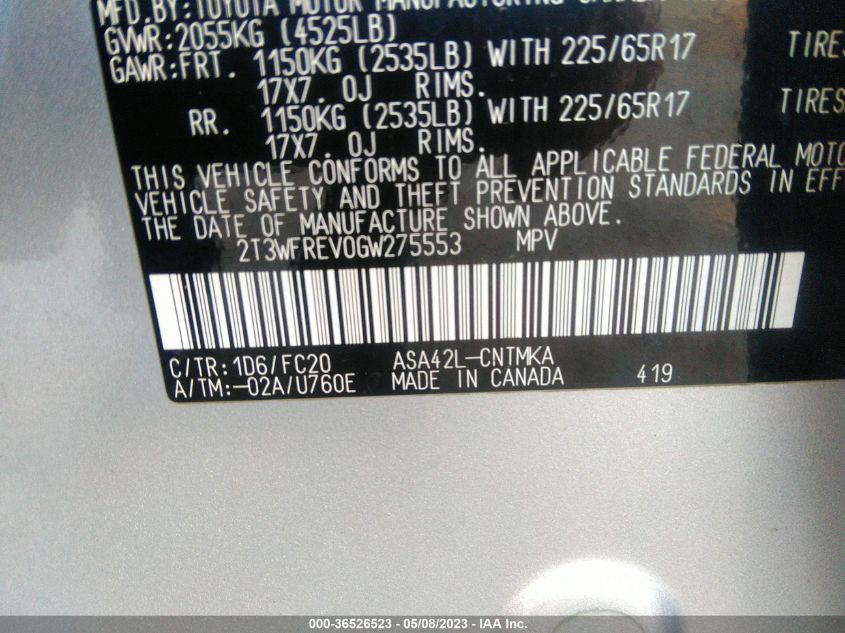 MFD.BY:TOYOTA MOTOR MANUFACTURING
GVWR:2055KG (4525LB)
GAWR:FRT. 1150KG (2535LB) WITH 225/65R17 TIRES
17X7.0J RIMS.
RR. 1150KG (2535LB) WITH 225/65R17 TIRES
17X7.0J RIMS.
THIS VEHICLE CONFORMS TO ALL APPLICABLE FEDERAL MOTO
VEHICLE SAFETY AND THEFT PREVENTION STANDARDS IN EFF
THE DATE OF MANUFACTURE SHOWN ABOVE.
2T3WFREV0GW275553 MPV
C/TR:1D6/FC20 ASA42L-CNTMKA
A/TM:-02A/U760E MADE IN CANADA 419
000-36526523 - 05/08/2023 - IAA Inc.